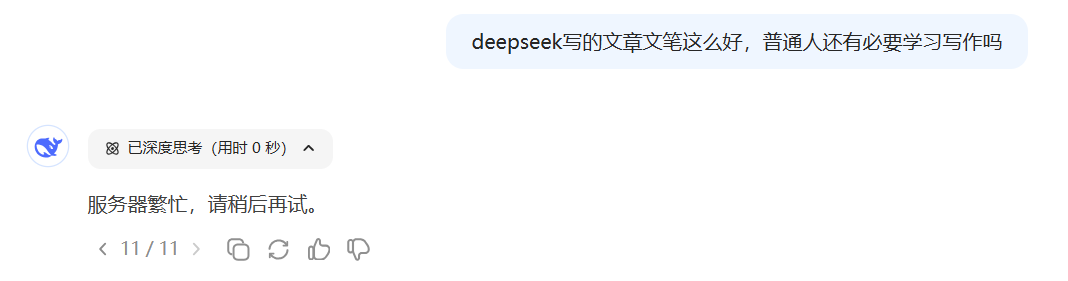 deepseek写的文章文笔这么好，普通人还有必要学习写作吗
已深度思考（用时 0 秒）
服务器繁忙，请稍后再试。
11 / 11